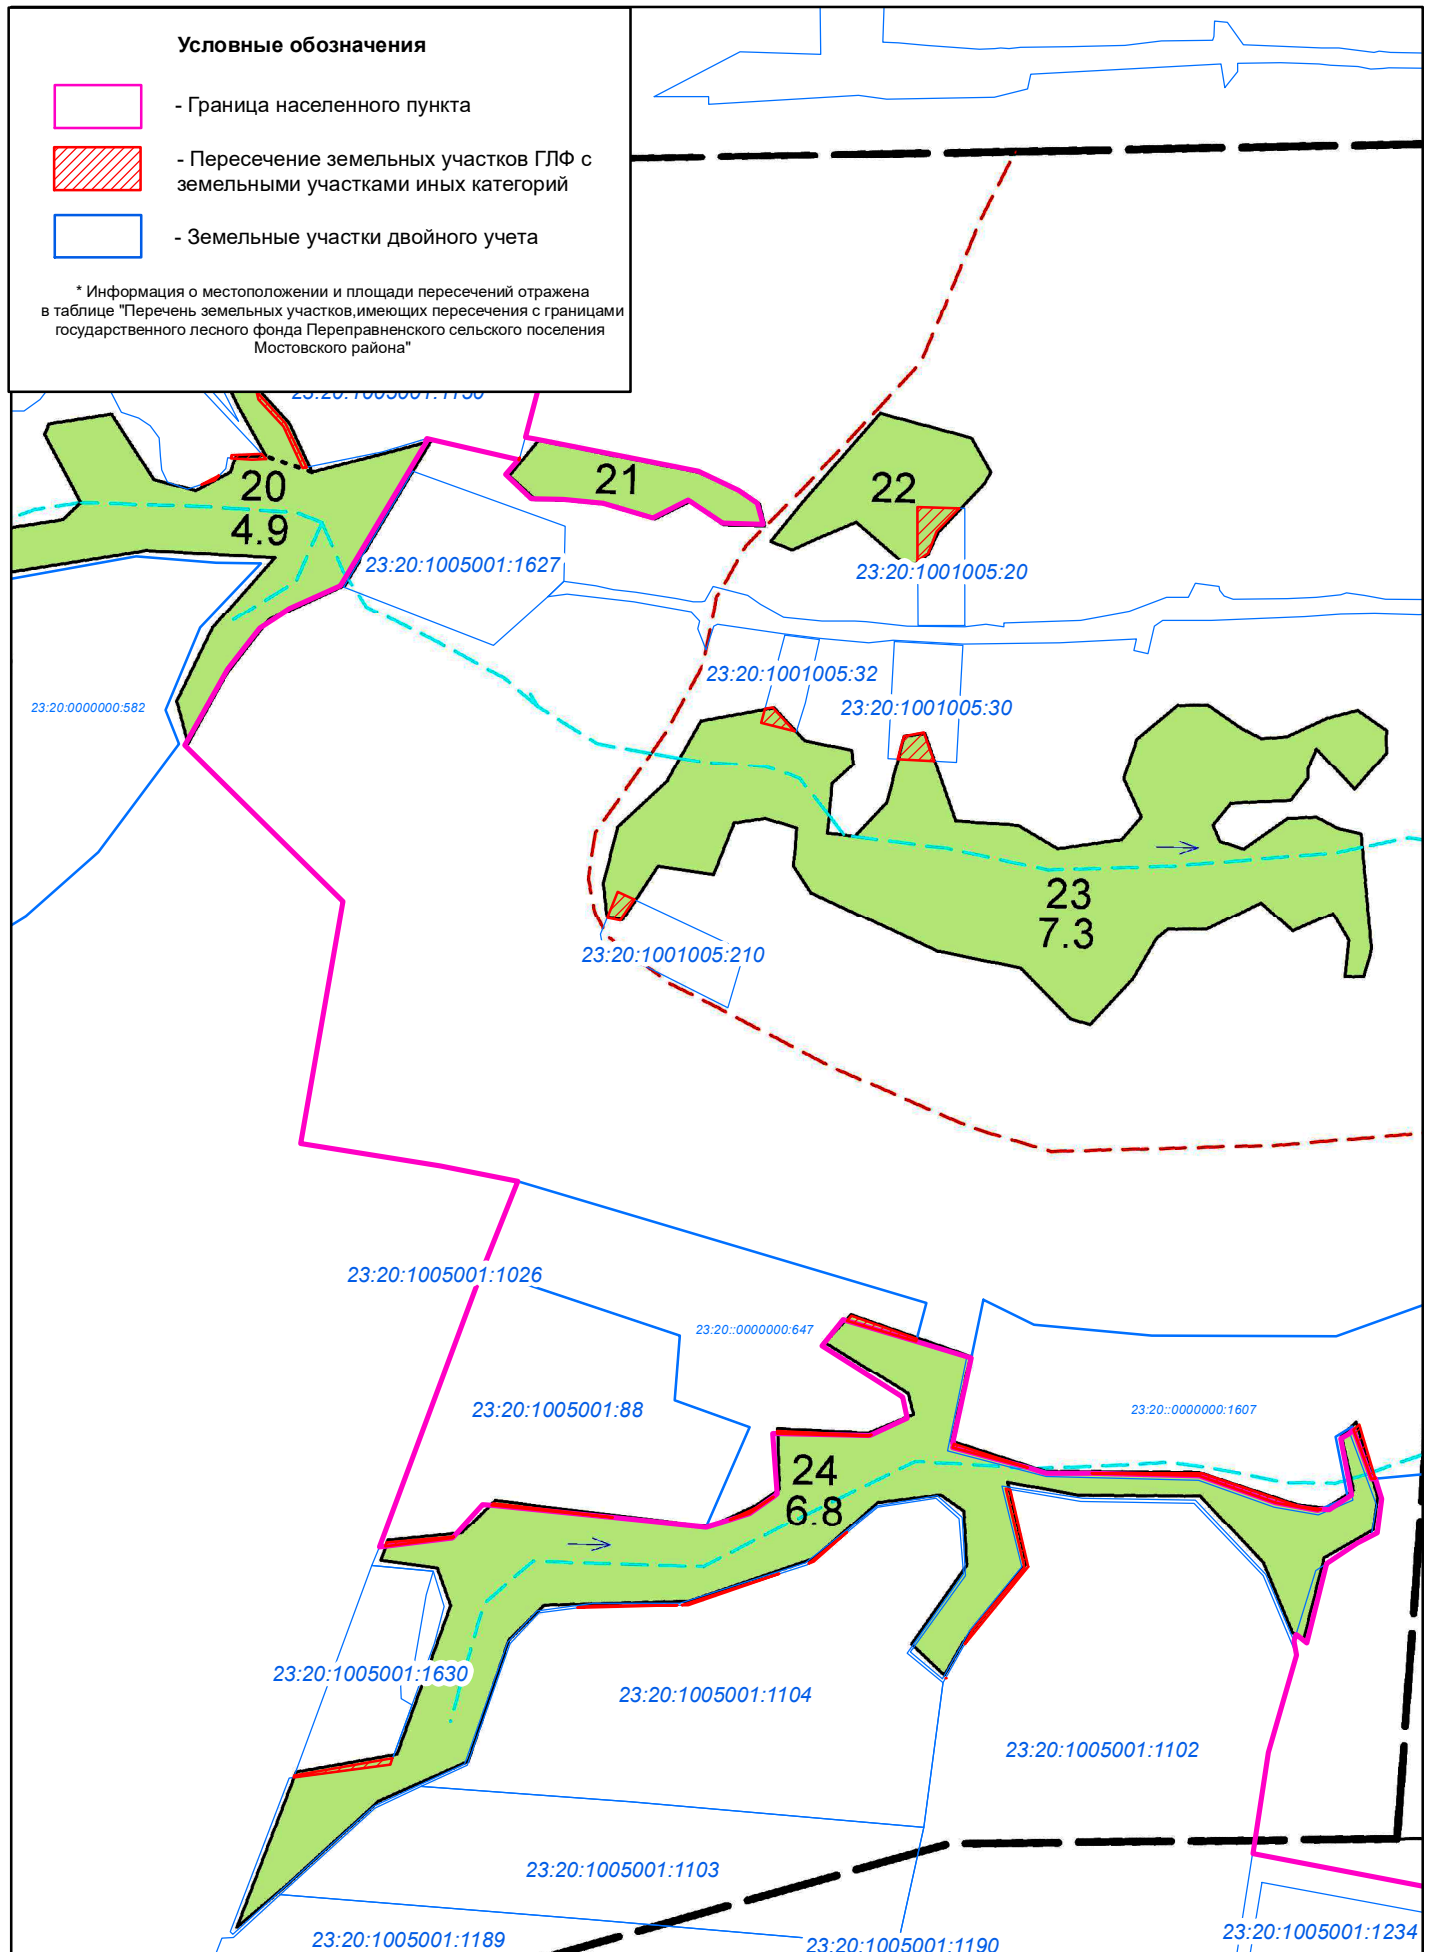 Условные обозначения
- Граница населенного пункта
- Пересечение земельных участков ГЛФ с
земельными участками иных категорий
- Земельные участки двойного учета
* Информация о местоположении и площади пересечений отражена
в таблице "Перечень земельных участков,имеющих пересечения с границами
государственного лесного фонда Переправненского сельского поселения
Мостовского района"
20
4.9
21
22
23:20:1005001:1627
23:20:1001005:20
23:20:1001005:32
23:20:0000000:582
23:20:1001005:30
23
7.3
23:20:1001005:210
23:20:1005001:1026
23:20::0000000:647
23:20:1005001:88
23:20::0000000:1607
24
6.8
23:20:1005001:1630
23:20:1005001:1104
23:20:1005001:1102
23:20:1005001:1103
23:20:1005001:1189
23:20:1005001:1190
23:20:1005001:1234